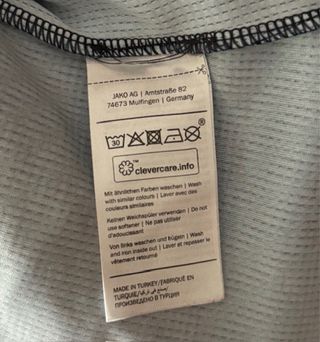 JAKO AG | Amtstraße 82
74673 Mulfingen | Germany
30
clevercare.info
Mit ähnlichen Farben waschen | Wash
with similar colours | Laver avec des
couleurs similaires
Keinen Weichspüler verwenden | Do not
use softener | Ne pas utiliser
d'adoucissant
Von links waschen und bügeln | Wash
and iron inside out | Laver et repasser le
vêtement retourné
MADE IN TURKEY/FABRIQUÉ EN
TURQUIE/صنع في تركيا
ПРОИЗВЕДЕНО В ТУРЦИИ